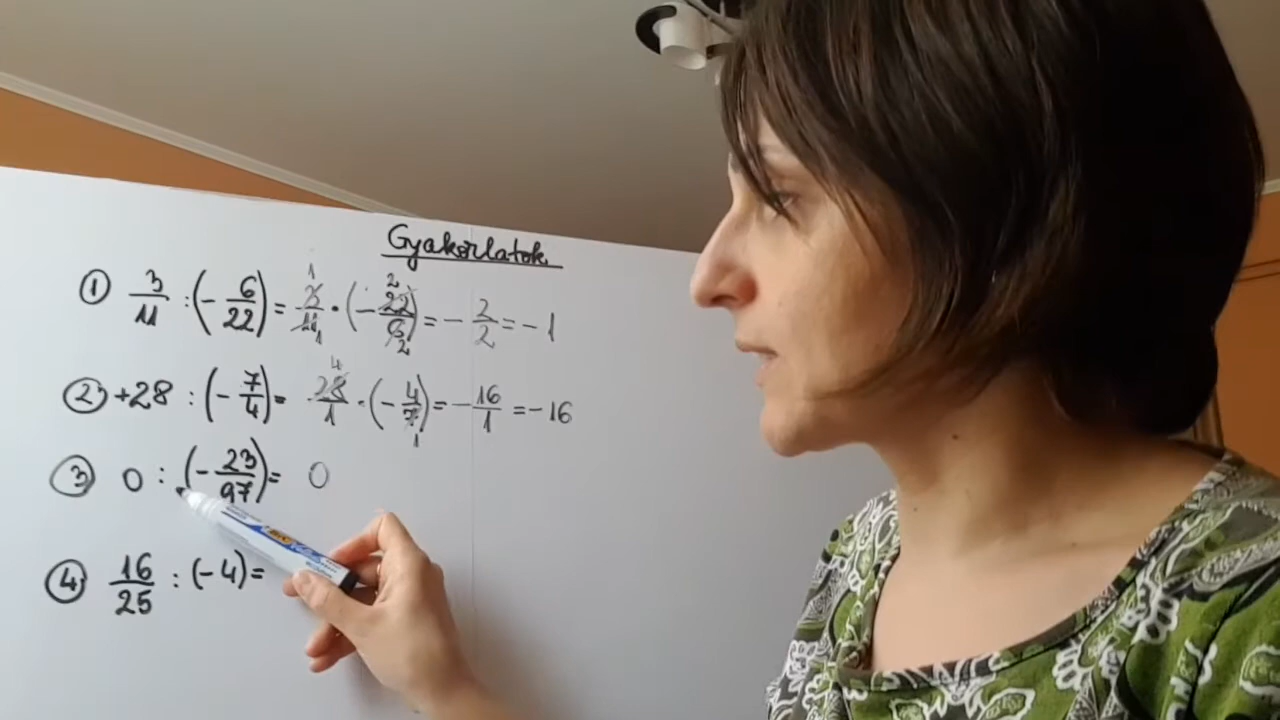 Gyakorlatok
① 3/11 : (- 6/22) = 3/11 · (- 22/6) = - 2/2 = - 1
② +28 : (- 7/4) = 28/1 · (- 4/7) = - 16/1 = - 16
③ 0 : (- 23/97) = 0
④ 16/25 : (- 4) =
BIC